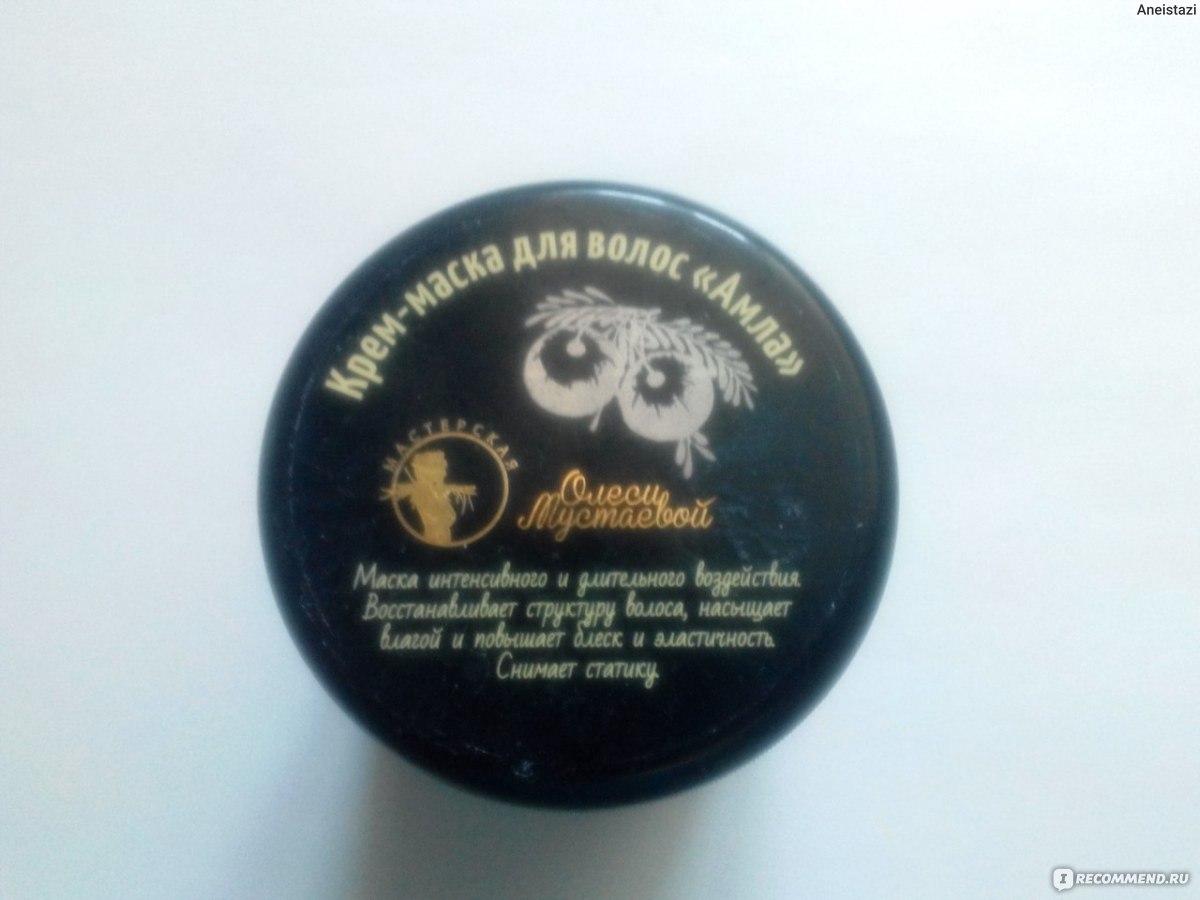 Aneistazi
Крем-маска для волос «Амла»
МАСТЕРСКАЯ
Олеси
Мустаевой
Маска интенсивного и длительного воздействия.
Восстанавливает структуру волоса, насыщает
влагой и повышает блеск и эластичность.
Снимает статику.
IRECOMMEND.RU